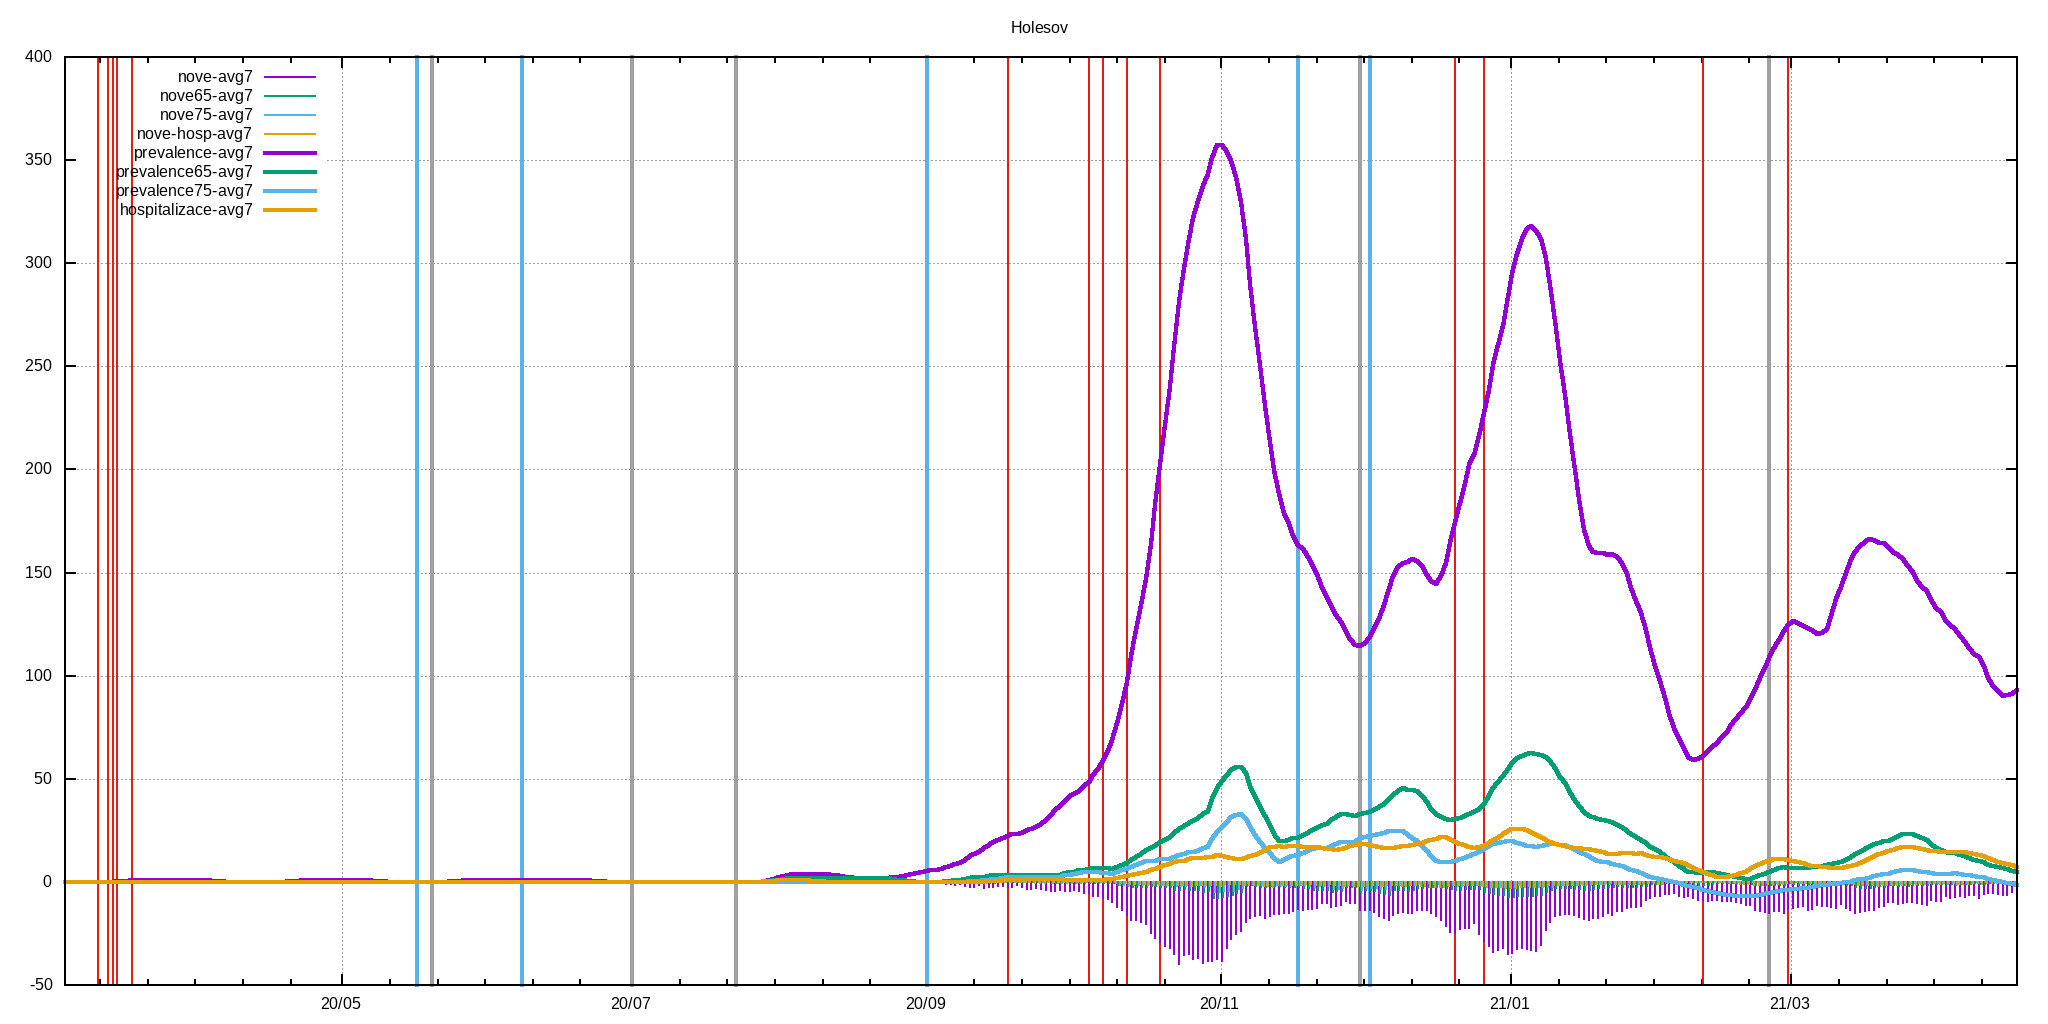 Holesov
400
350
300
250
200
150
100
50
0
-50
nove-avg7
nove65-avg7
nove75-avg7
nove-hosp-avg7
prevalence-avg7
prevalence65-avg7
prevalence75-avg7
hospitalizace-avg7
20/05 20/07 20/09 20/11 21/01 21/03